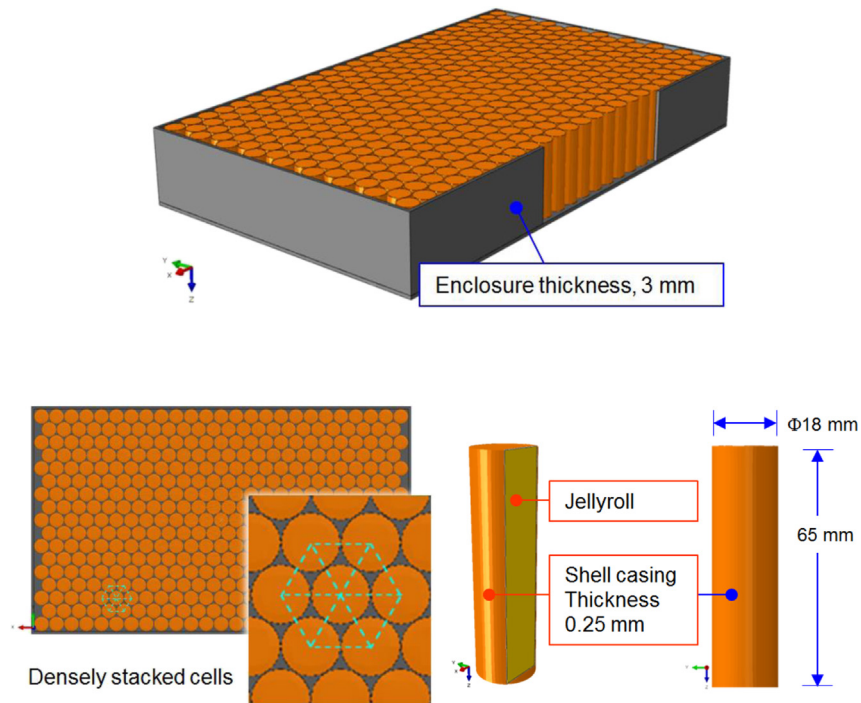 Y
X
Z
Enclosure thickness, 3 mm
Φ18 mm
Jellyroll
65 mm
Shell casing
Thickness
0.25 mm
Densely stacked cells